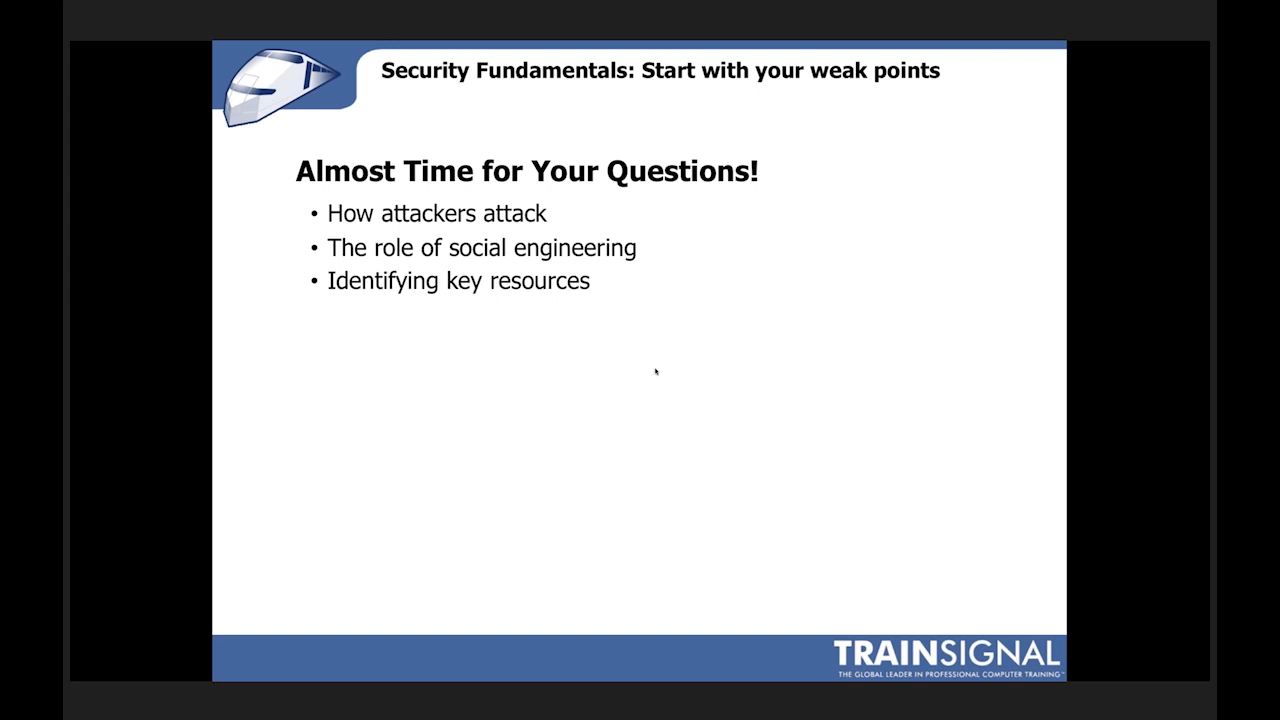 Security Fundamentals: Start with your weak points
Almost Time for Your Questions!
• How attackers attack
• The role of social engineering
• Identifying key resources
TRAINSIGNAL
THE GLOBAL LEADER IN PROFESSIONAL COMPUTER TRAINING